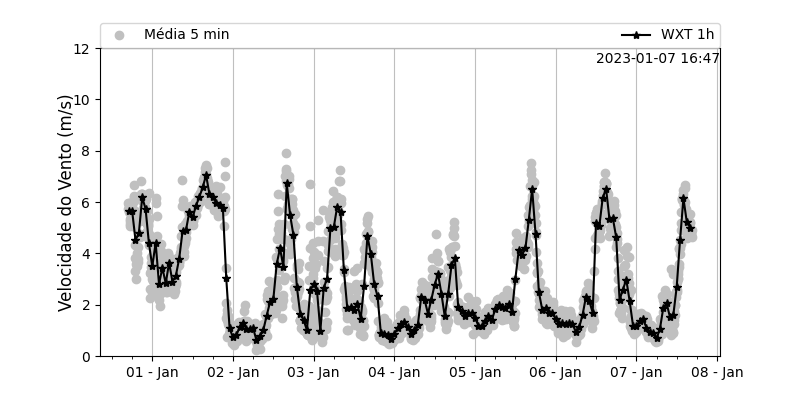 Média 5 min
WXT 1h
2023-01-07 16:47
Velocidade do Vento (m/s)
12
10
8
6
4
2
0
01 - Jan
02 - Jan
03 - Jan
04 - Jan
05 - Jan
06 - Jan
07 - Jan
08 - Jan